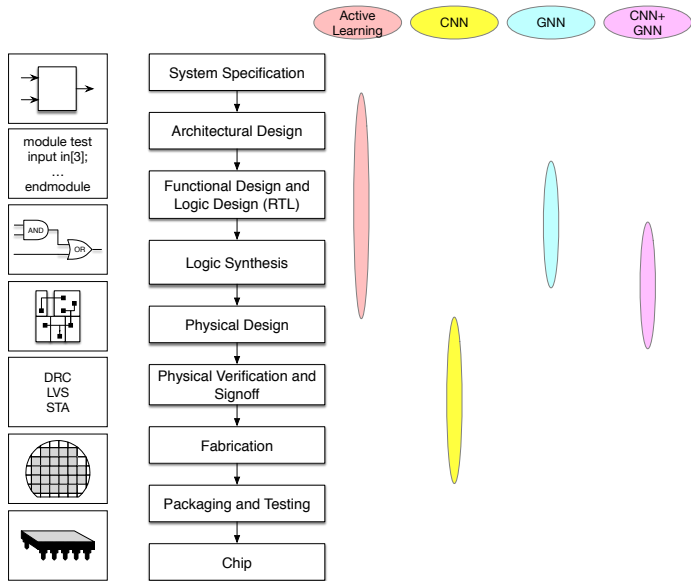 Active
Learning
CNN
GNN
CNN+
GNN
System Specification
Architectural Design
module test
input in[3];
...
endmodule
Functional Design and
Logic Design (RTL)
AND
OR
Logic Synthesis
Physical Design
DRC
LVS
STA
Physical Verification and
Signoff
Fabrication
Packaging and Testing
Chip